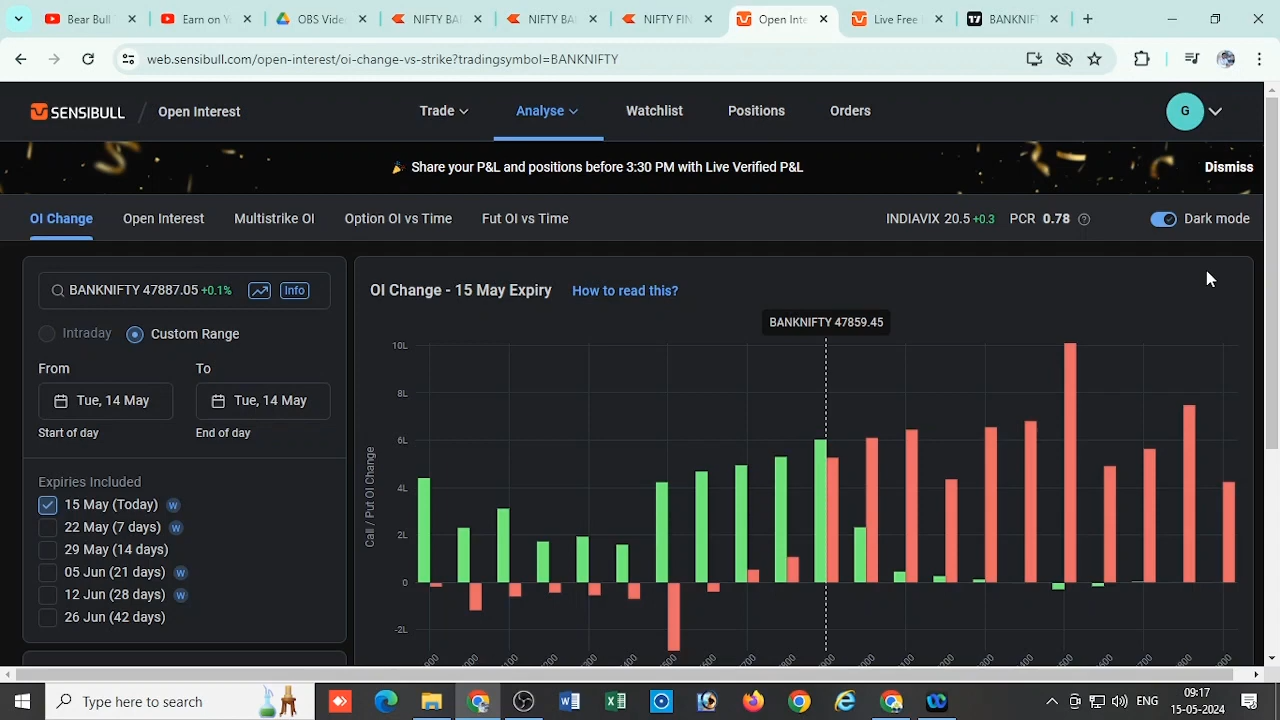 Bear Bull
Earn on Y
OBS Vide
NIFTY BA
NIFTY BA
NIFTY FIN
Open Inte
Live Free
BANKNIF
web.sensibull.com/open-interest/oi-change-vs-strike?tradingsymbol=BANKNIFTY
SENSIBULL / Open Interest
Trade
Analyse
Watchlist
Positions
Orders
G
Share your P&L and positions before 3:30 PM with Live Verified P&L
Dismiss
OI Change
Open Interest
Multistrike OI
Option OI vs Time
Fut OI vs Time
INDIAVIX 20.5 +0.3 PCR 0.78
Dark mode
BANKNIFTY 47887.05 +0.1% Info
Intraday Custom Range
From To
Tue, 14 May Tue, 14 May
Start of day End of day
Expiries Included
15 May (Today) W
22 May (7 days) W
29 May (14 days)
05 Jun (21 days) W
12 Jun (28 days) W
26 Jun (42 days)
OI Change - 15 May Expiry How to read this?
BANKNIFTY 47859.45
10L
8L
6L
4L
2L
0
-2L
Call / Put OI Change
Type here to search
ENG
09:17
15-05-2024